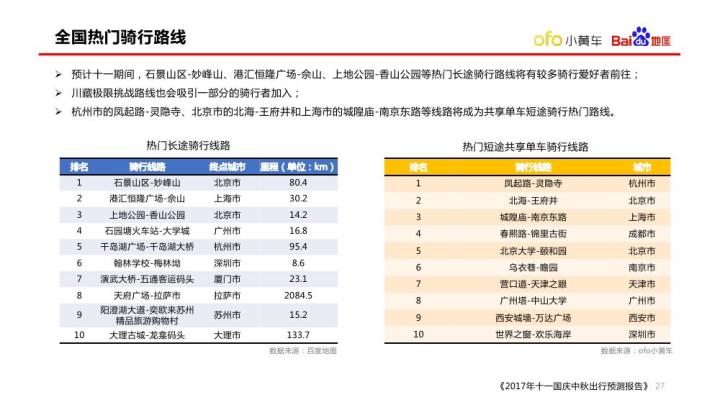 全国热门骑行路线
ofo 小黄车 Bai du 地图
预计十一期间，石景山区-妙峰山、港汇恒隆广场-佘山、上地公园-香山公园等热门长途骑行路线将有较多骑行爱好者前往；
川藏极限挑战路线也会吸引一部分的骑行者加入；
杭州市的凤起路-灵隐寺、北京市的北海-王府井和上海市的城隍庙-南京东路等线路将成为共享单车短途骑行热门路线。
热门长途骑行线路
排名 骑行线路 终点城市 里程（单位：km）
1 石景山区-妙峰山 北京市 80.4
2 港汇恒隆广场-佘山 上海市 30.2
3 上地公园-香山公园 北京市 14.2
4 石园塘火车站-大学城 广州市 16.8
5 千岛湖广场-千岛湖大桥 杭州市 95.4
6 翰林学校-梅林坳 深圳市 8.6
7 演武大桥-五通客运码头 厦门市 23.1
8 天府广场-拉萨市 拉萨市 2084.5
9 阳澄湖大道-奕欧来苏州精品旅游购物村 苏州市 15.2
10 大理古城-龙龛码头 大理市 133.7
数据来源：百度地图
热门短途共享单车骑行线路
排名 骑行线路 城市
1 凤起路-灵隐寺 杭州市
2 北海-王府井 北京市
3 城隍庙-南京东路 上海市
4 春熙路-锦里古街 成都市
5 北京大学-颐和园 北京市
6 乌衣巷-瞻园 南京市
7 营口道-天津之眼 天津市
8 广州塔-中山大学 广州市
9 西安城墙-万达广场 西安市
10 世界之窗-欢乐海岸 深圳市
数据来源：ofo小黄车
《2017年十一国庆中秋出行预测报告》 27